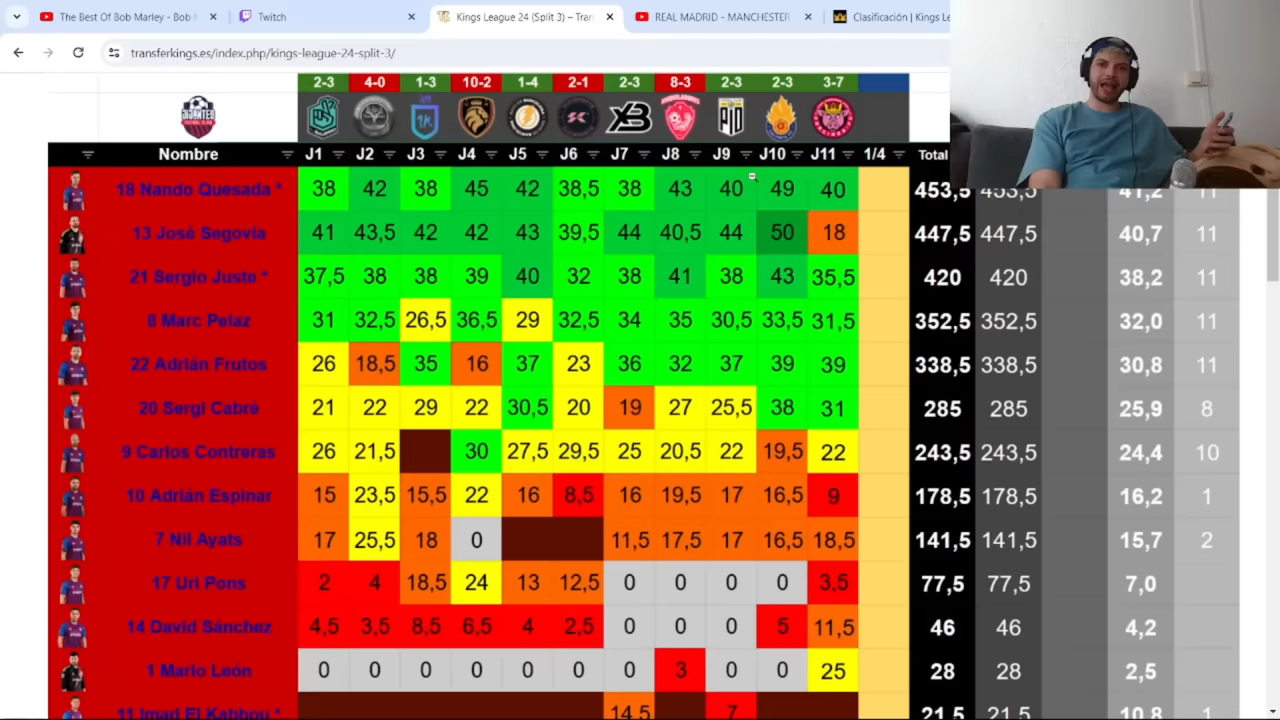 The Best Of Bob Marley - Bob
Twitch
Kings League 24 (Split 3) – Tran
REAL MADRID - MANCHESTER
Clasificación | Kings Le
transferkings.es/index.php/kings-league-24-split-3/
2-3 4-0 1-3 10-2 1-4 2-1 2-3 8-3 2-3 2-3 3-7
1K XB PIO
Nombre J1 J2 J3 J4 J5 J6 J7 J8 J9 J10 J11 1/4 Total
18 Nando Quesada * 38 42 38 45 42 38,5 38 43 40 49 40 453,5 453,5 41,2 11
13 José Segovia 41 43,5 42 42 43 39,5 44 40,5 44 50 18 447,5 447,5 40,7 11
21 Sergio Juste * 37,5 38 38 39 40 32 38 41 38 43 35,5 420 420 38,2 11
8 Marc Pelaz 31 32,5 26,5 36,5 29 32,5 34 35 30,5 33,5 31,5 352,5 352,5 32,0 11
22 Adrián Frutos 26 18,5 35 16 37 23 36 32 37 39 39 338,5 338,5 30,8 11
20 Sergi Cabré 21 22 29 22 30,5 20 19 27 25,5 38 31 285 285 25,9 8
9 Carlos Contreras 26 21,5 30 27,5 29,5 25 20,5 22 19,5 22 243,5 243,5 24,4 10
10 Adrián Espinar 15 23,5 15,5 22 16 8,5 16 19,5 17 16,5 9 178,5 178,5 16,2 1
7 Nil Ayats 17 25,5 18 0 11,5 17,5 17 16,5 18,5 141,5 141,5 15,7 2
17 Uri Pons 2 4 18,5 24 13 12,5 0 0 0 0 3,5 77,5 77,5 7,0
14 David Sánchez 4,5 3,5 8,5 6,5 4 2,5 0 0 0 5 11,5 46 46 4,2
1 Mario León 0 0 0 0 0 0 0 3 0 0 25 28 28 2,5
11 Imad El Kabbou * 14,5 7 21,5 21,5 10,8 1